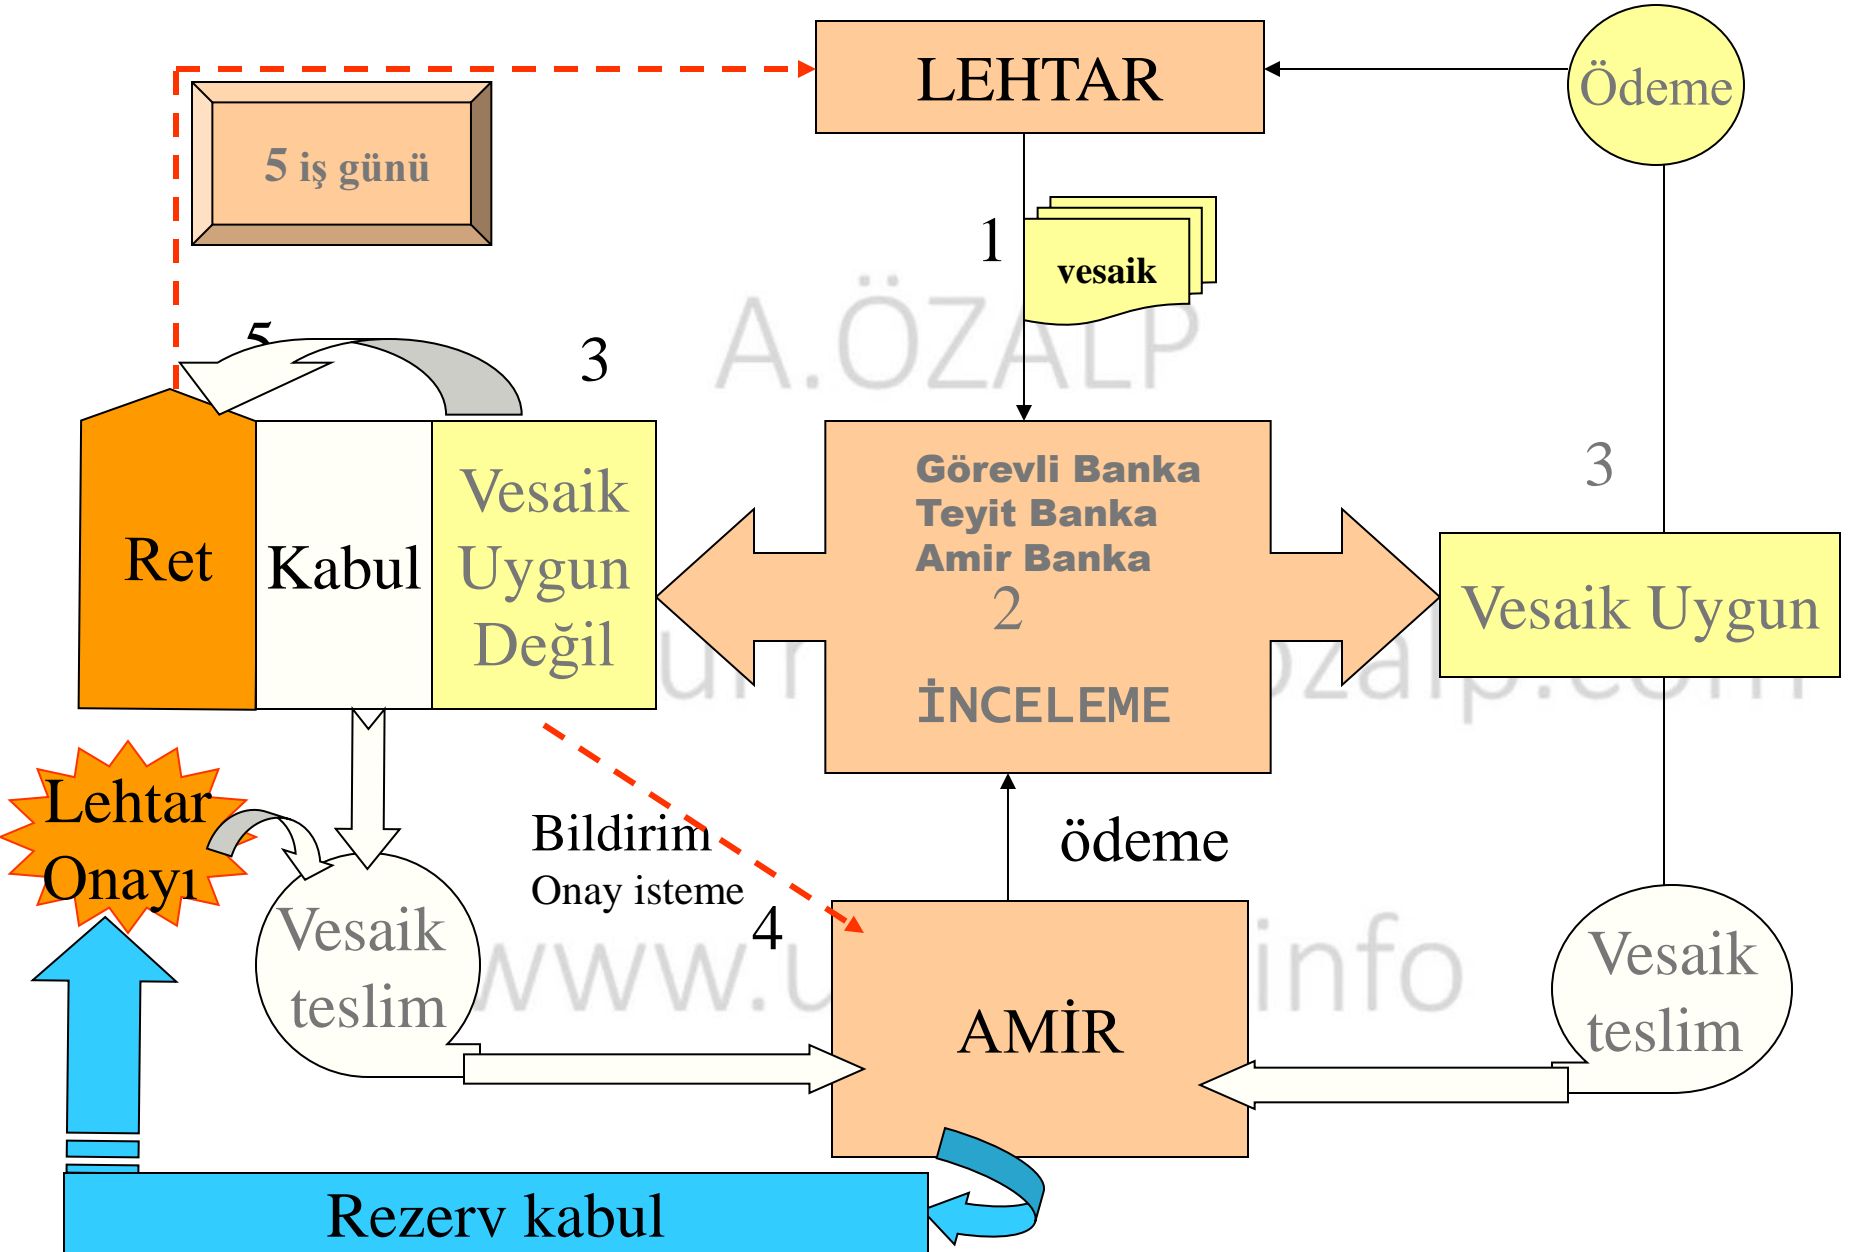 LEHTAR
Ödeme
5 iş günü
1
vesaik
A.ÖZALP
5
3
3
Ret
Kabul
Vesaik
Uygun
Değil
Görevli Banka
Teyit Banka
Amir Banka
2
İNCELEME
Vesaik Uygun
Lehtar
Onayı
Bildirim
Onay isteme
4
ödeme
Vesaik
teslim
AMİR
Vesaik
teslim
Rezerv kabul